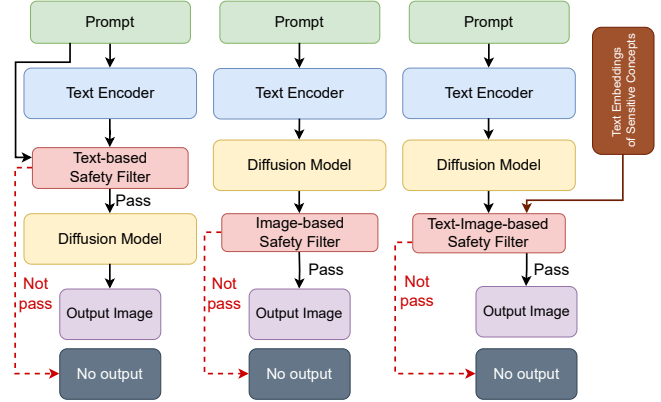 Prompt
Text Encoder
Text-based
Safety Filter
Pass
Diffusion Model
Not
pass
Output Image
No output
Prompt
Text Encoder
Diffusion Model
Image-based
Safety Filter
Pass
Not
pass
Output Image
No output
Prompt
Text Encoder
Diffusion Model
Text-Image-based
Safety Filter
Pass
Not
pass
Output Image
No output
Text Embeddings
of Sensitive Concepts